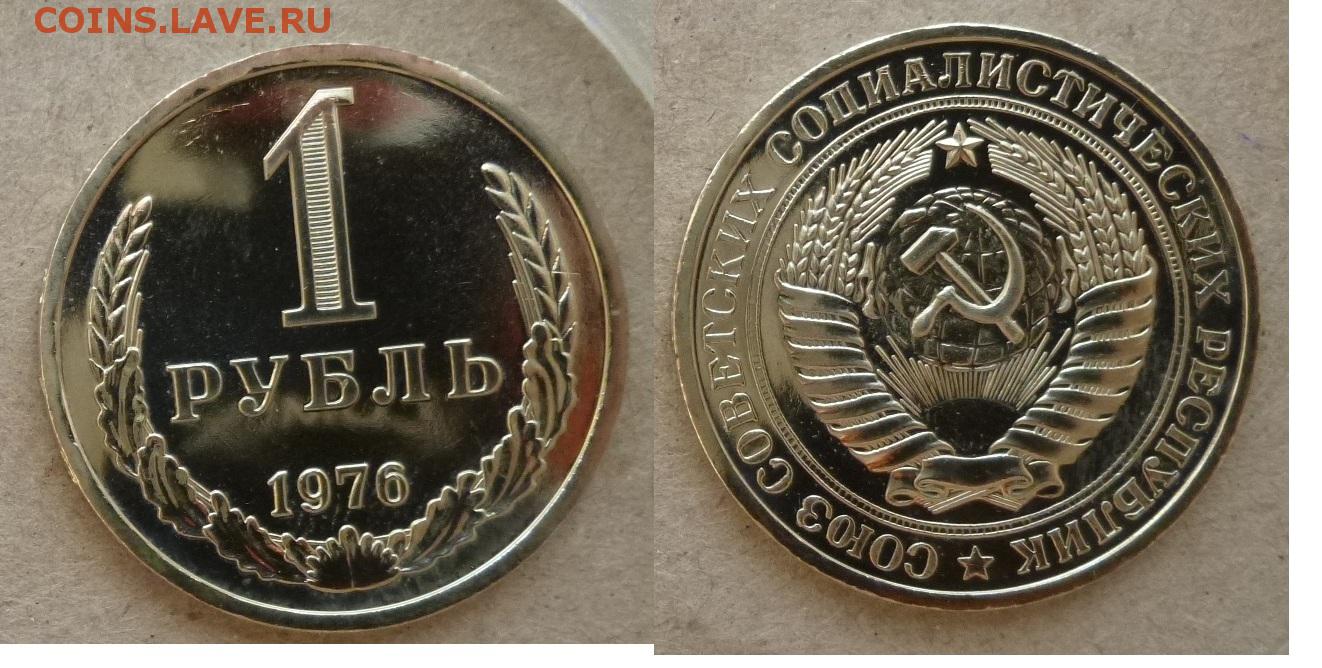 COINS.LAVE.RU
1
РУБЛЬ
1976
СОЮЗ СОВЕТСКИХ СОЦИАЛИСТИЧЕСКИХ РЕСПУБЛИК